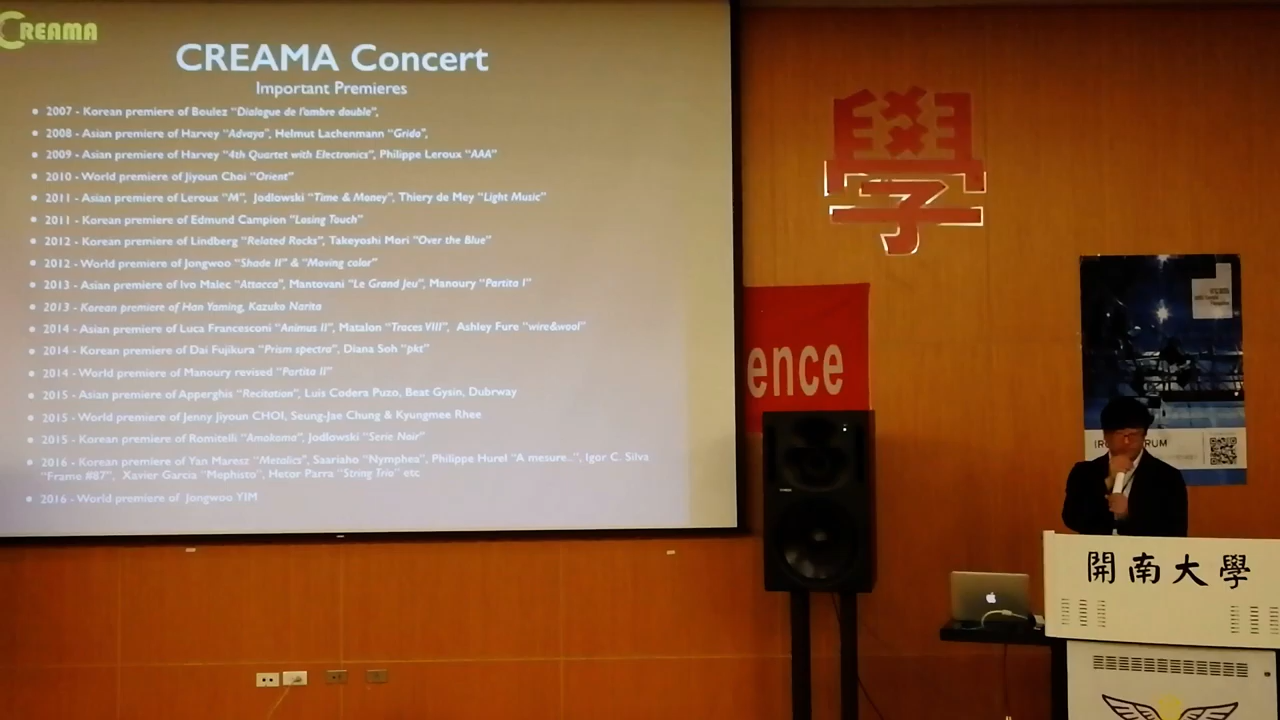 CREAMA
CREAMA Concert
Important Premieres
2007 - Korean premiere of Boulez "Dialogue de l'ombre double",
2008 - Asian premiere of Harvey "Advaya", Helmut Lachenmann "Grido",
2009 - Asian premiere of Harvey "4th Quartet with Electronics", Philippe Leroux "AAA"
2010 - World premiere of Jiyoun Choi "Orient"
2011 - Asian premiere of Leroux "M", Jodlowski "Time & Money", Thiery de Mey "Light Music"
2011 - Korean premiere of Edmund Campion "Losing Touch"
2012 - Korean premiere of Lindberg "Related Rocks", Takeyoshi Mori "Over the Blue"
2012 - World premiere of Jongwoo "Shade II" & "Moving color"
2013 - Asian premiere of Ivo Malec "Attacca", Mantovani "Le Grand Jeu", Manoury "Partita I"
2013 - Korean premiere of Han Yaming, Kazuko Narita
2014 - Asian premiere of Luca Francesconi "Animus II", Matalon "Traces VIII", Ashley Fure "wire&wool"
2014 - Korean premiere of Dai Fujikura "Prism spectra", Diana Soh "pkt"
2014 - World premiere of Manoury revised "Partita II"
2015 - Asian premiere of Apperghis "Recitation", Luis Codera Puzo, Beat Gysin, Dubrway
2015 - World premiere of Jenny Jiyoun CHOI, Seung-Jae Chung & Kyungmee Rhee
2015 - Korean premiere of Romitelli "Amokoma", Jodlowski "Serie Noir"
2016 - Korean premiere of Yan Maresz "Metalics", Saariaho "Nymphea", Philippe Hurel "A mesure..", Igor C. Silva
"Frame #87", Xavier Garcia "Mephisto", Hector Parra "String Trio" etc
2016 - World premiere of Jongwoo YIM
學
ence
開南大學